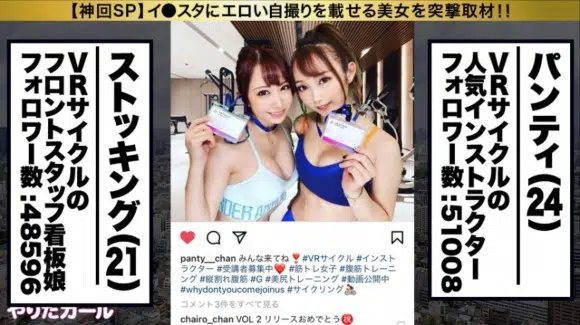 【神回SP】イ●スタにエロい自撮りを載せる美女を突撃取材!!
パンティ(24)
VRサイクルの
人気インストラクター
フォロワー数:51008
ストッキング(21)
VRサイクルの
フロントスタッフ看板娘
フォロワー数:48596
panty__chan みんな来てね❣️#VRサイクル #インスト
ラクター #受講者募集中❤️ #筋トレ女子 #腹筋トレーニ
ング #縦割れ腹筋 #G #美尻トレーニング #動画公開中
#whydontyoucomejoinus #サイクリング🚴
コメント3件をすべて見る
chairo_chan VOL 2 リリースおめでとう㊗️
やりたガール